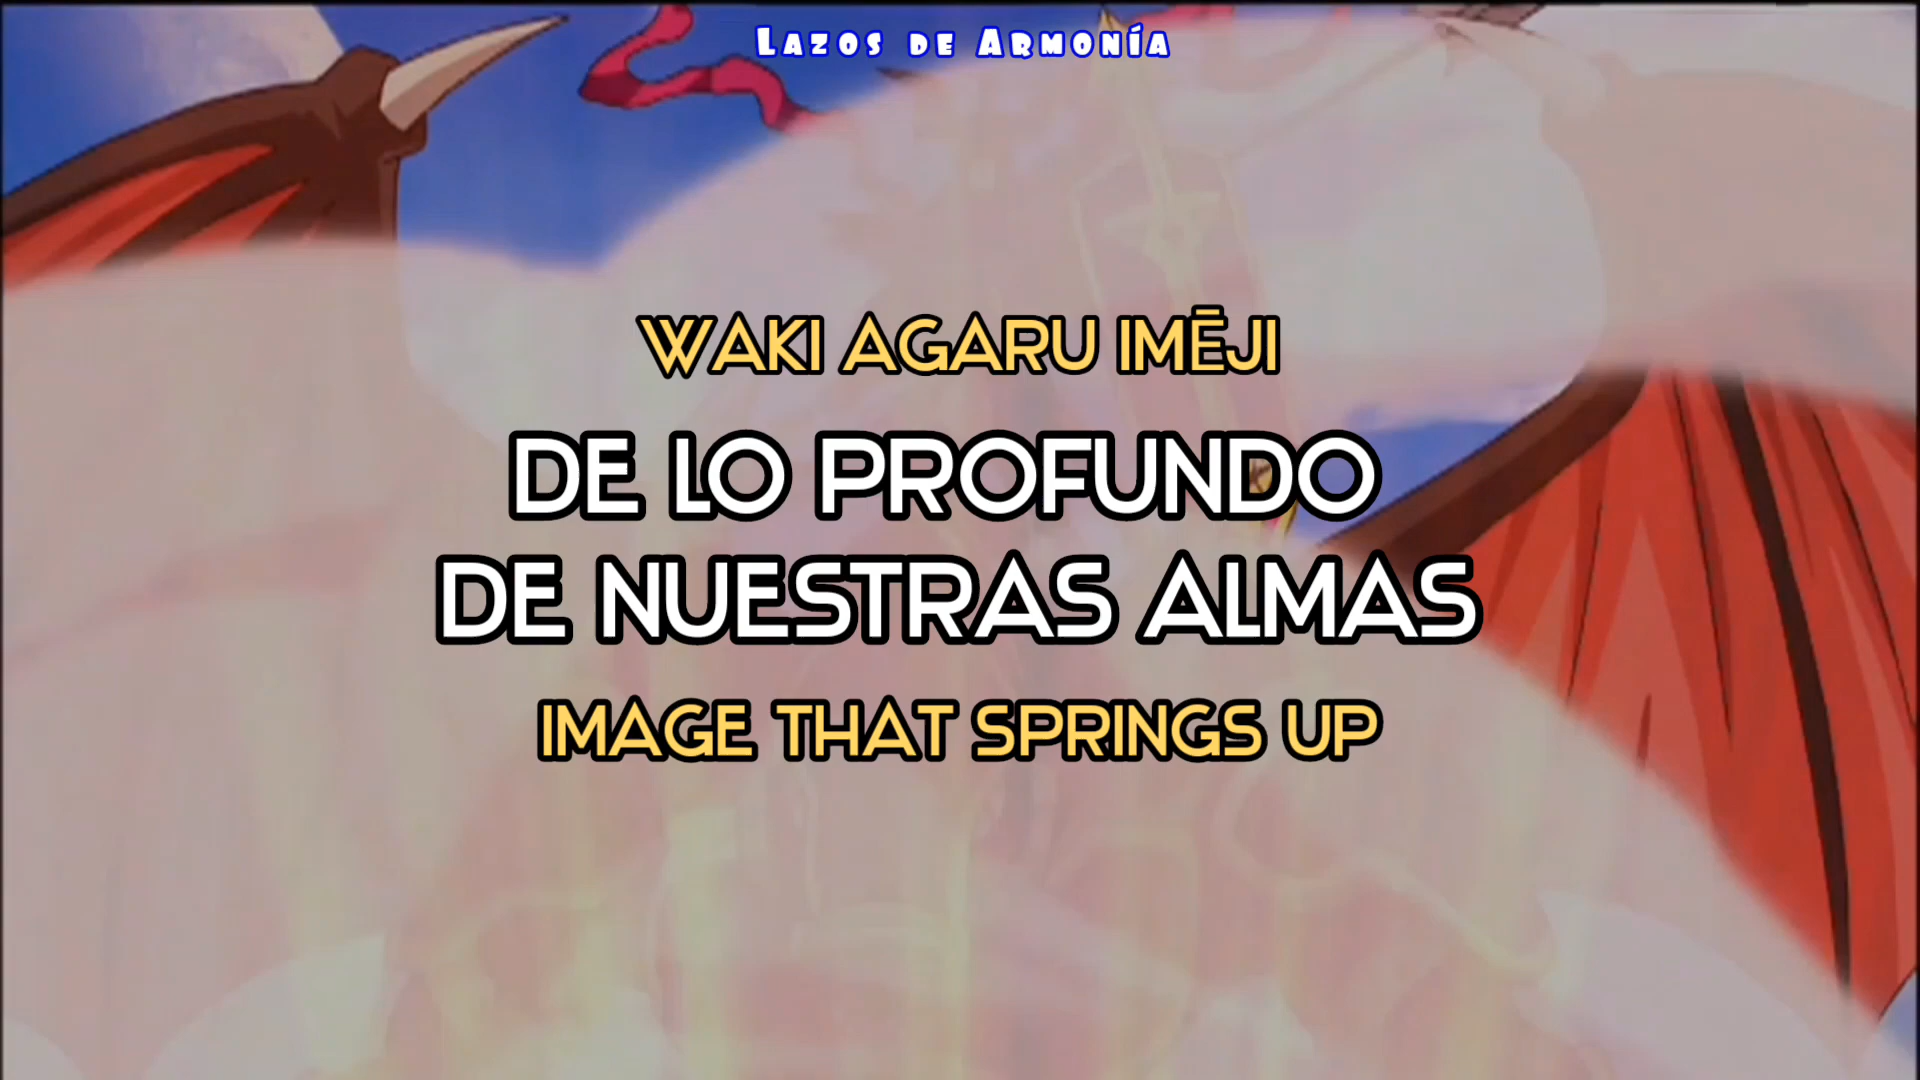 Lazos de Armonía
WAKI AGARU IMĒJI
DE LO PROFUNDO
DE NUESTRAS ALMAS
IMAGE THAT SPRINGS UP